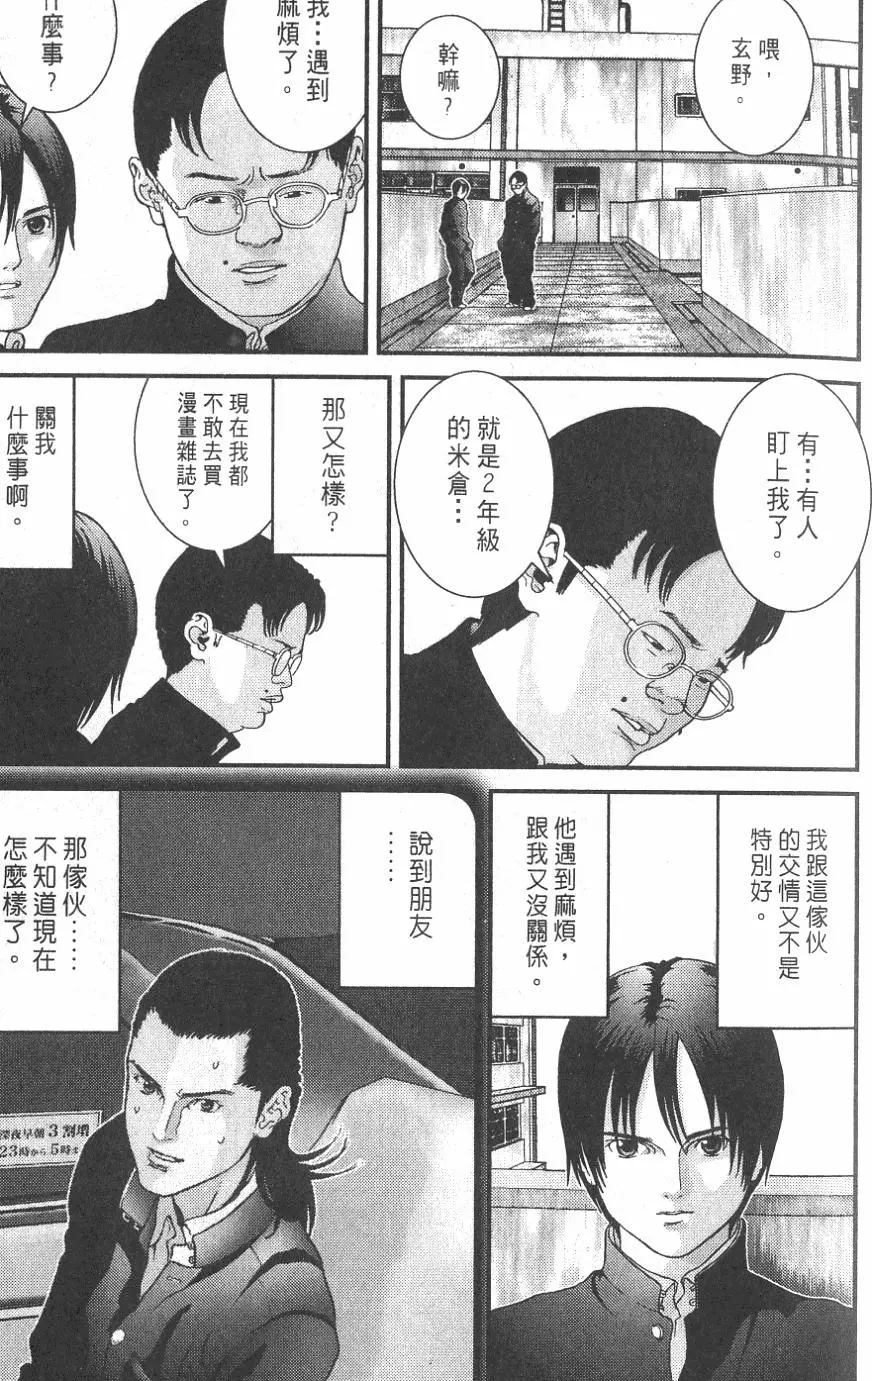 喂，
玄野。
幹嘛？
我…遇到
麻煩了。
什麼事？
有…有人
盯上我了。
就是2年級
的米倉…
那又怎樣？
現在我都
不敢去買
漫畫雜誌了。
關我
什麼事啊。
我跟這傢伙
的交情又不是
特別好。
他遇到麻煩，
跟我又沒關係。
說到朋友
……
那傢伙……
不知道現在
怎麼樣了。
深夜早朝3割増
23時から5時